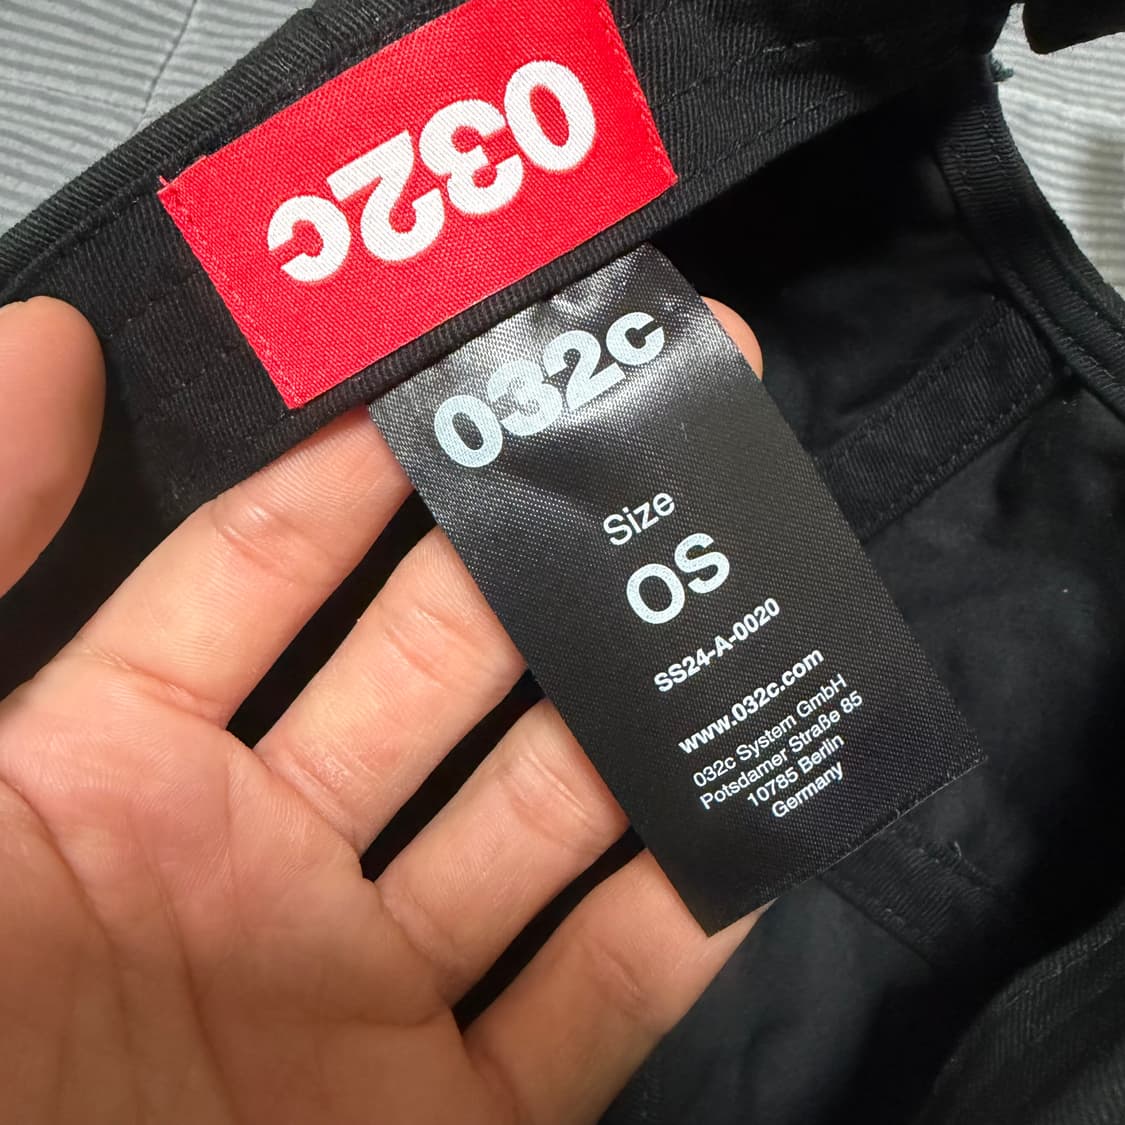 032c
032c
Size
OS
SS24-A-0020
www.032c.com
032c System GmbH
Potsdamer Straße 85
10785 Berlin
Germany